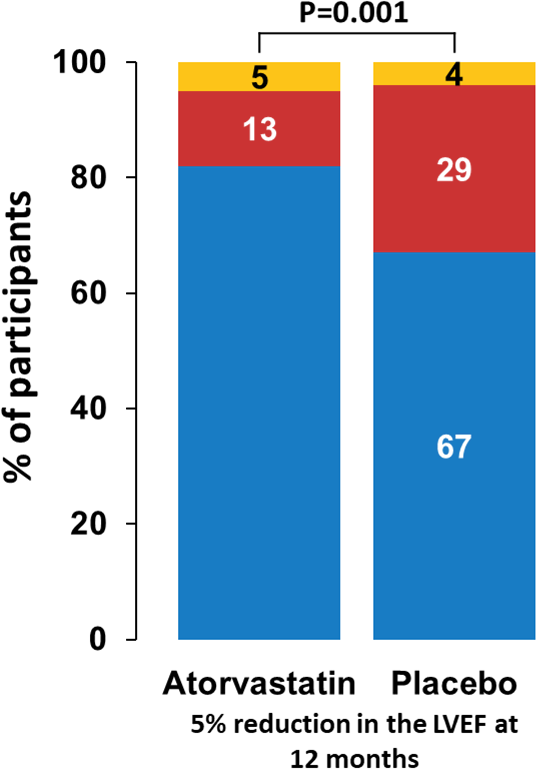 P=0.001
% of participants
100
80
60
40
20
0
5
13
4
29
67
Atorvastatin Placebo
5% reduction in the LVEF at
12 months